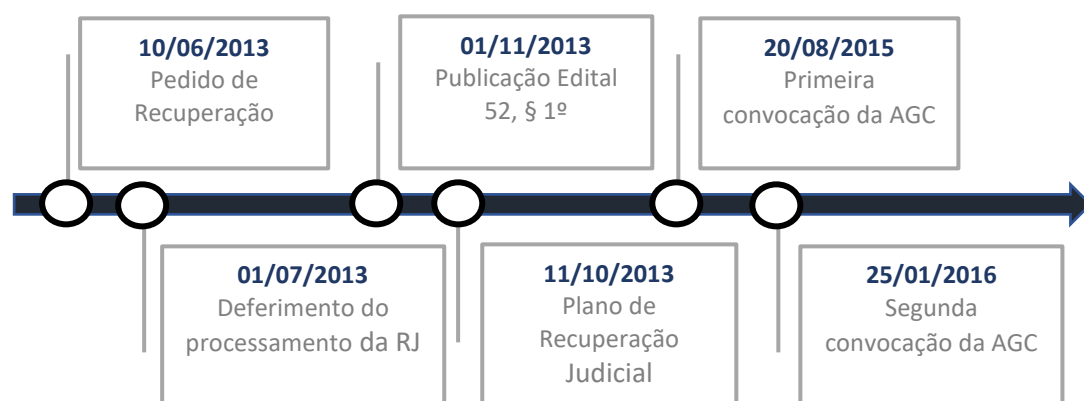 10/06/2013
Pedido de
Recuperação
01/11/2013
Publicação Edital
52, § 1º
20/08/2015
Primeira
convocação da AGC
01/07/2013
Deferimento do
processamento da RJ
11/10/2013
Plano de
Recuperação
Judicial
25/01/2016
Segunda
convocação da AGC